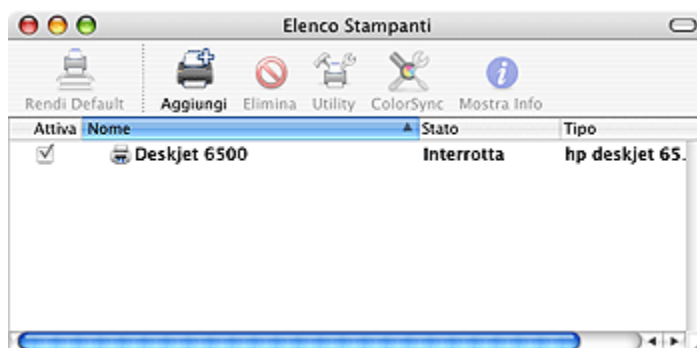 Elenco Stampanti
Rendi Default Aggiungi Elimina Utility ColorSync Mostra Info
Attiva Nome Stato Tipo
Deskjet 6500 Interrotta hp deskjet 65.